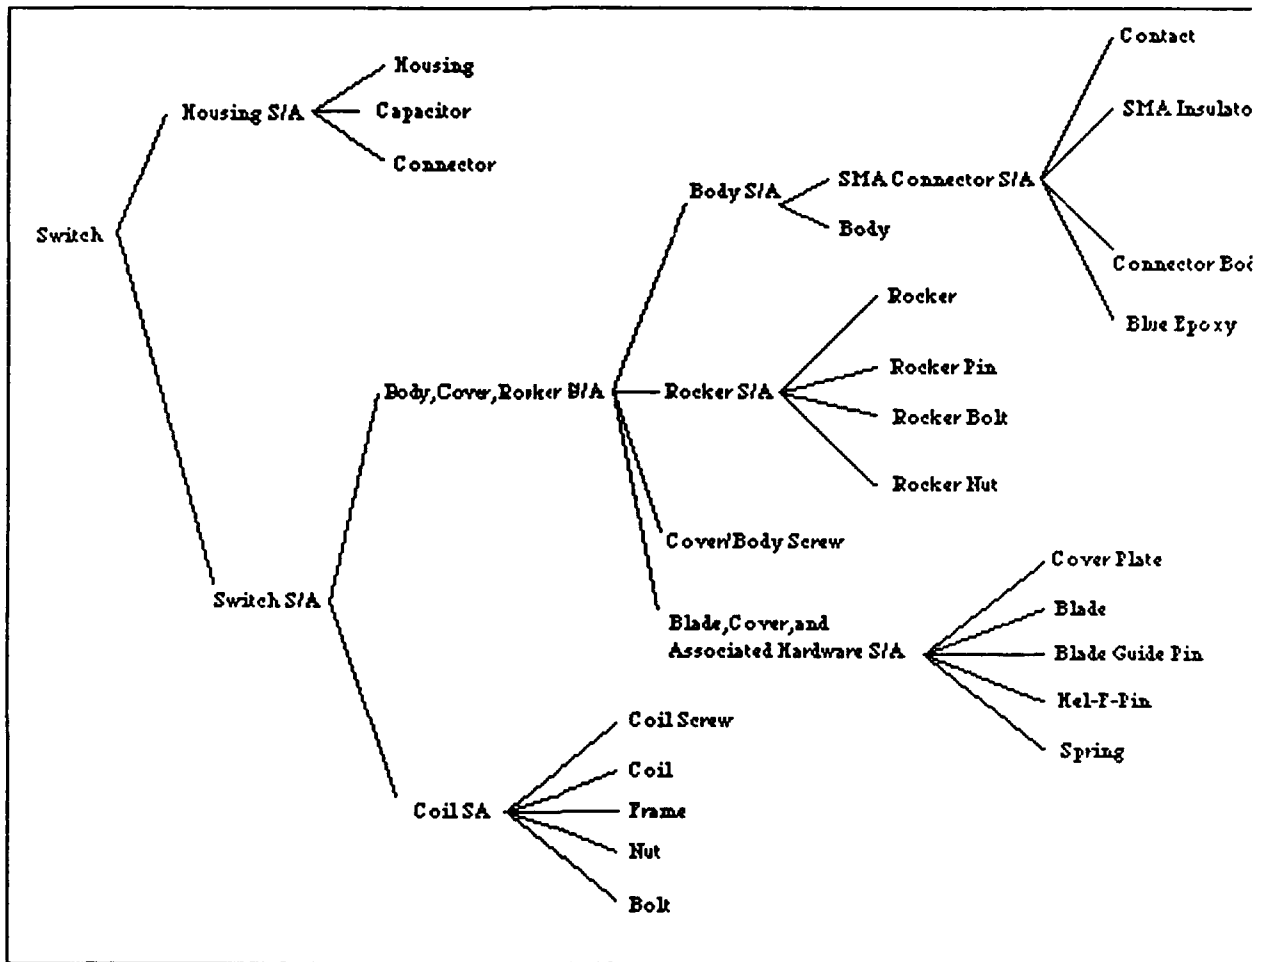 Contact
Housing
SMA Insulato
Housing S/A
Capacitor
Connector
SMA Connector S/A
Body S/A
Body
Switch
Connector Bod
Rocker
Blue Epoxy
Rocker Pin
Body,Cover,Rocker S/A
Rocker S/A
Rocker Bolt
Rocker Nut
Cover/Body Screw
Cover Plate
Switch S/A
Blade
Blade,Cover,and
Associated Hardware S/A
Blade Guide Pin
Hel-P-Pin
Coil Screw
Spring
Coil
Coil SA
Frame
Nut
Bolt